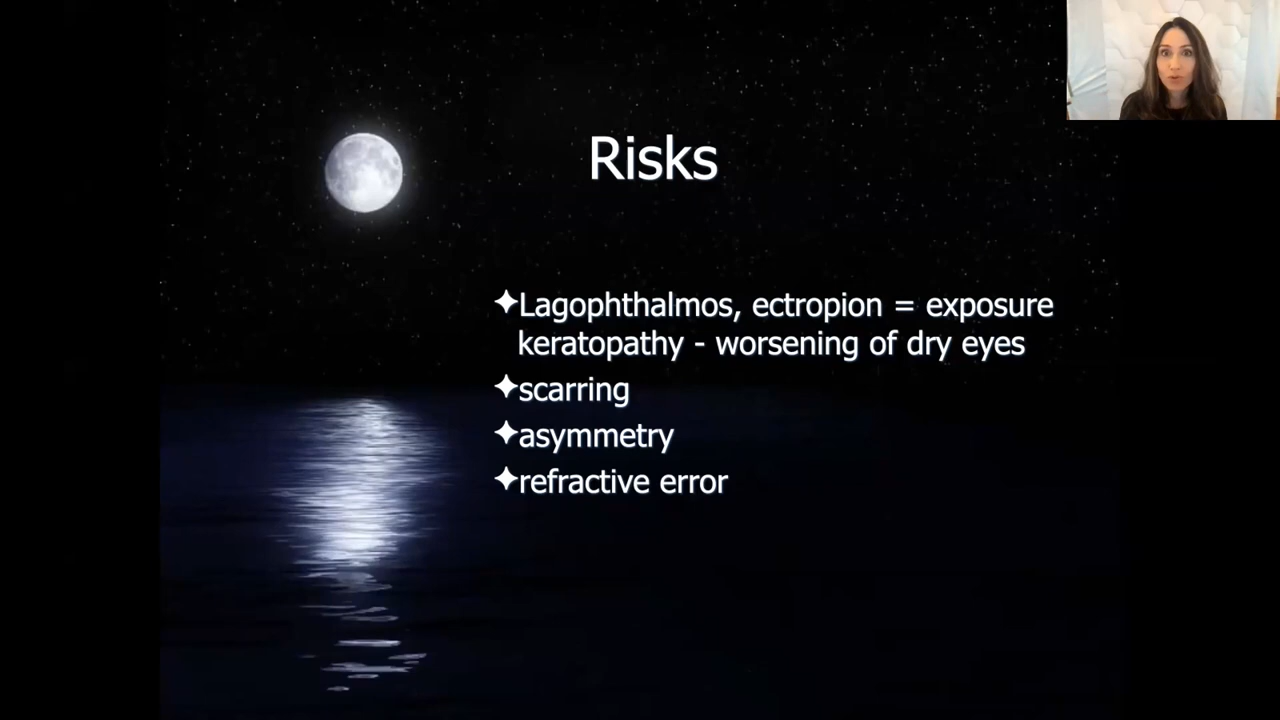 Risks
✦Lagophthalmos, ectropion = exposure
keratopathy - worsening of dry eyes
✦scarring
✦asymmetry
✦refractive error